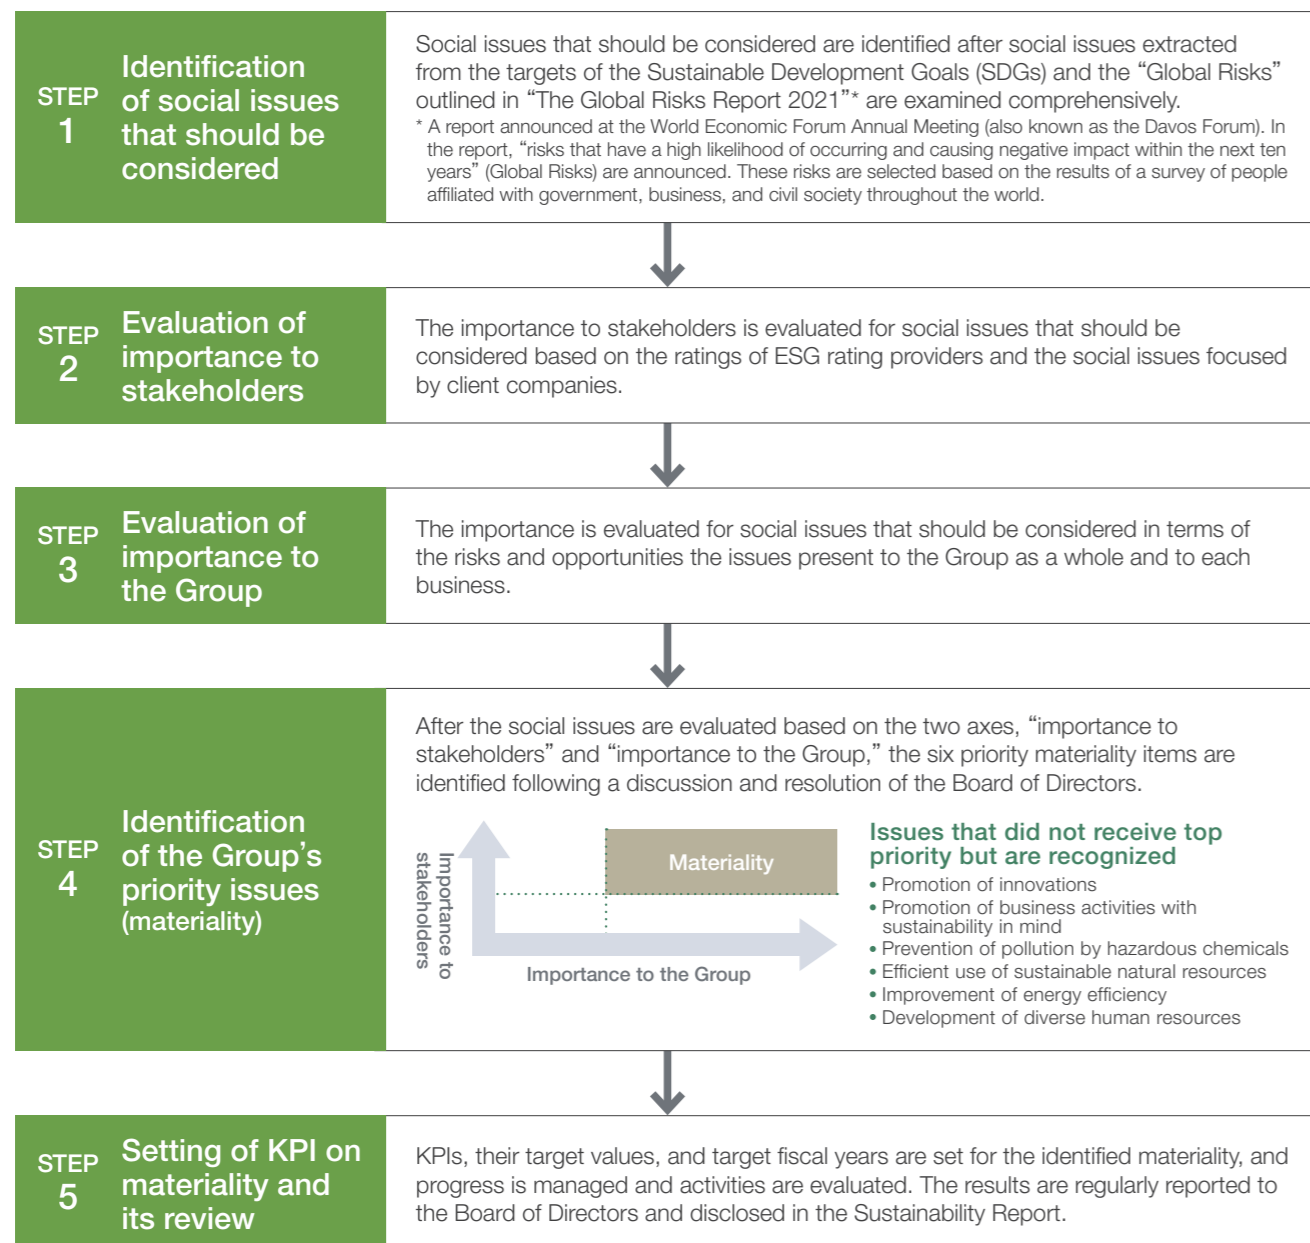 STEP
1
Identification
of social issues
that should be
considered
Social issues that should be considered are identified after social issues extracted
from the targets of the Sustainable Development Goals (SDGs) and the “Global Risks”
outlined in “The Global Risks Report 2021”* are examined comprehensively.
* A report announced at the World Economic Forum Annual Meeting (also known as the Davos Forum). In
the report, “risks that have a high likelihood of occurring and causing negative impact within the next ten
years” (Global Risks) are announced. These risks are selected based on the results of a survey of people
affiliated with government, business, and civil society throughout the world.
STEP
2
Evaluation of
importance to
stakeholders
The importance to stakeholders is evaluated for social issues that should be
considered based on the ratings of ESG rating providers and the social issues focused
by client companies.
STEP
3
Evaluation of
importance to
the Group
The importance is evaluated for social issues that should be considered in terms of
the risks and opportunities the issues present to the Group as a whole and to each
business.
STEP
4
Identification
of the Group's
priority issues
(materiality)
After the social issues are evaluated based on the two axes, “importance to
stakeholders” and “importance to the Group,” the six priority materiality items are
identified following a discussion and resolution of the Board of Directors.
Importance to
stakeholders
Materiality
Importance to the Group
Issues that did not receive top
priority but are recognized
• Promotion of innovations
• Promotion of business activities with
sustainability in mind
• Prevention of pollution by hazardous chemicals
• Efficient use of sustainable natural resources
• Improvement of energy efficiency
• Development of diverse human resources
STEP
5
Setting of KPI on
materiality and
its review
KPIs, their target values, and target fiscal years are set for the identified materiality, and
progress is managed and activities are evaluated. The results are regularly reported to
the Board of Directors and disclosed in the Sustainability Report.